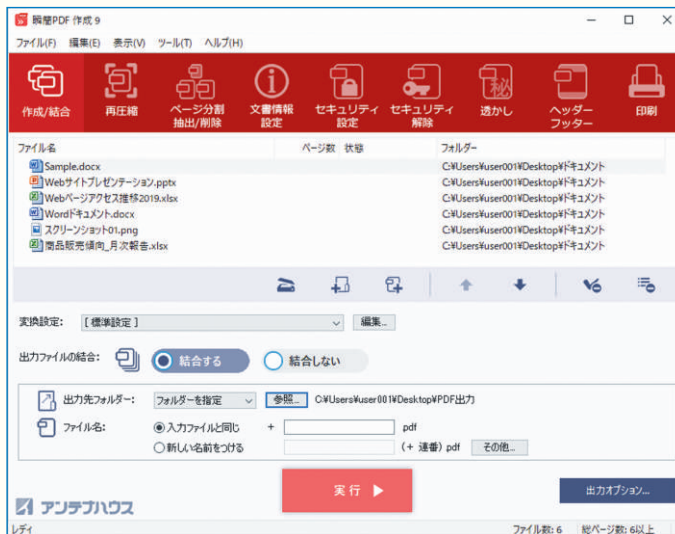 瞬簡PDF 作成 9
ファイル(F) 編集(E) 表示(V) ツール(T) ヘルプ(H)
作成/結合 再圧縮 ページ分割 抽出/削除 文書情報 設定 セキュリティ 設定 セキュリティ 解除 透かし ヘッダー フッター 印刷
ファイル名 ページ数 状態 フォルダー
Sample.docx C:¥Users¥user001¥Desktop¥ドキュメント
Webサイトプレゼンテーション.pptx C:¥Users¥user001¥Desktop¥ドキュメント
Webページアクセス推移2019.xlsx C:¥Users¥user001¥Desktop¥ドキュメント
Wordドキュメント.docx C:¥Users¥user001¥Desktop¥ドキュメント
スクリーンショット01.png C:¥Users¥user001¥Desktop¥ドキュメント
商品販売傾向_月次報告.xlsx C:¥Users¥user001¥Desktop¥ドキュメント
変換設定: [ 標準設定 ] 編集...
出力ファイルの結合: 結合する 結合しない
出力先フォルダー: フォルダーを指定 参照... C:¥Users¥user001¥Desktop¥PDF出力
ファイル名: 入力ファイルと同じ + .pdf
新しい名前をつける (+ 連番) .pdf その他...
実行
出力オプション...
アンテナハウス
レディ ファイル数: 6 総ページ数: 6以上